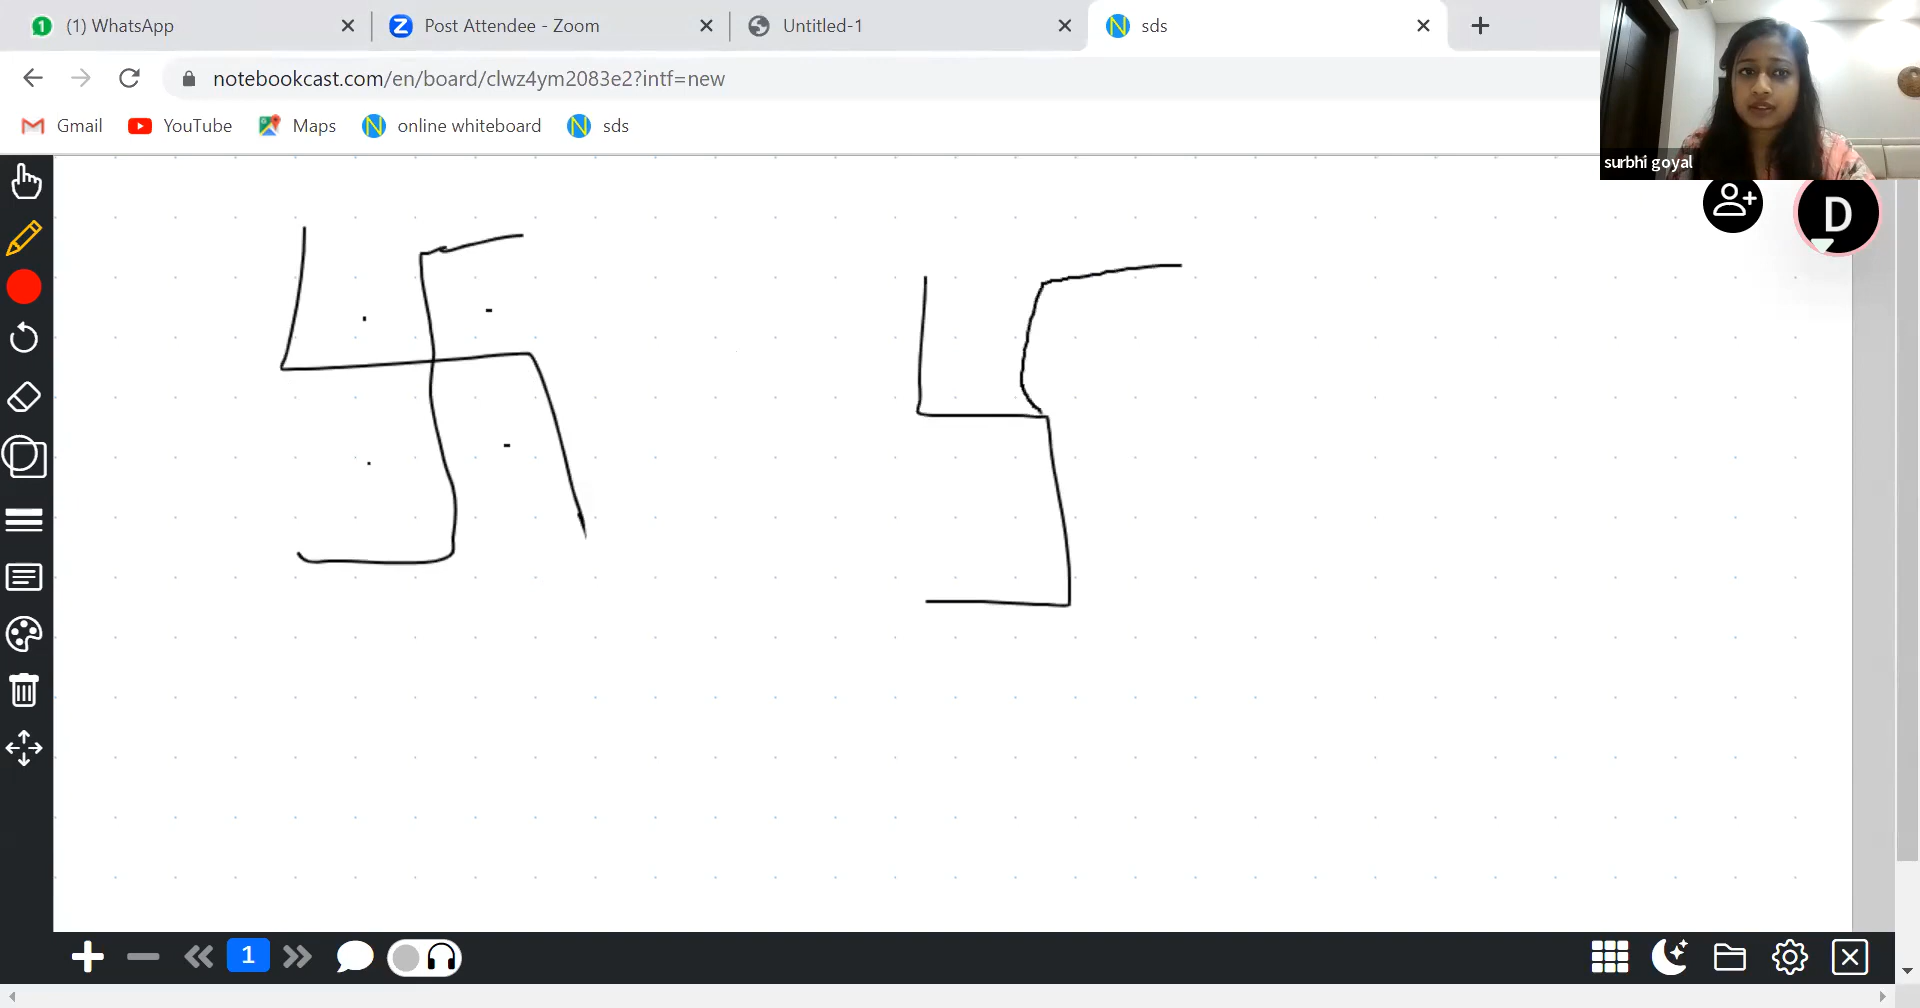 (1) WhatsApp
Post Attendee - Zoom
Untitled-1
sds
notebookcast.com/en/board/clwz4ym2083e2?intf=new
Gmail
YouTube
Maps
online whiteboard
sds
surbhi goyal
D
1